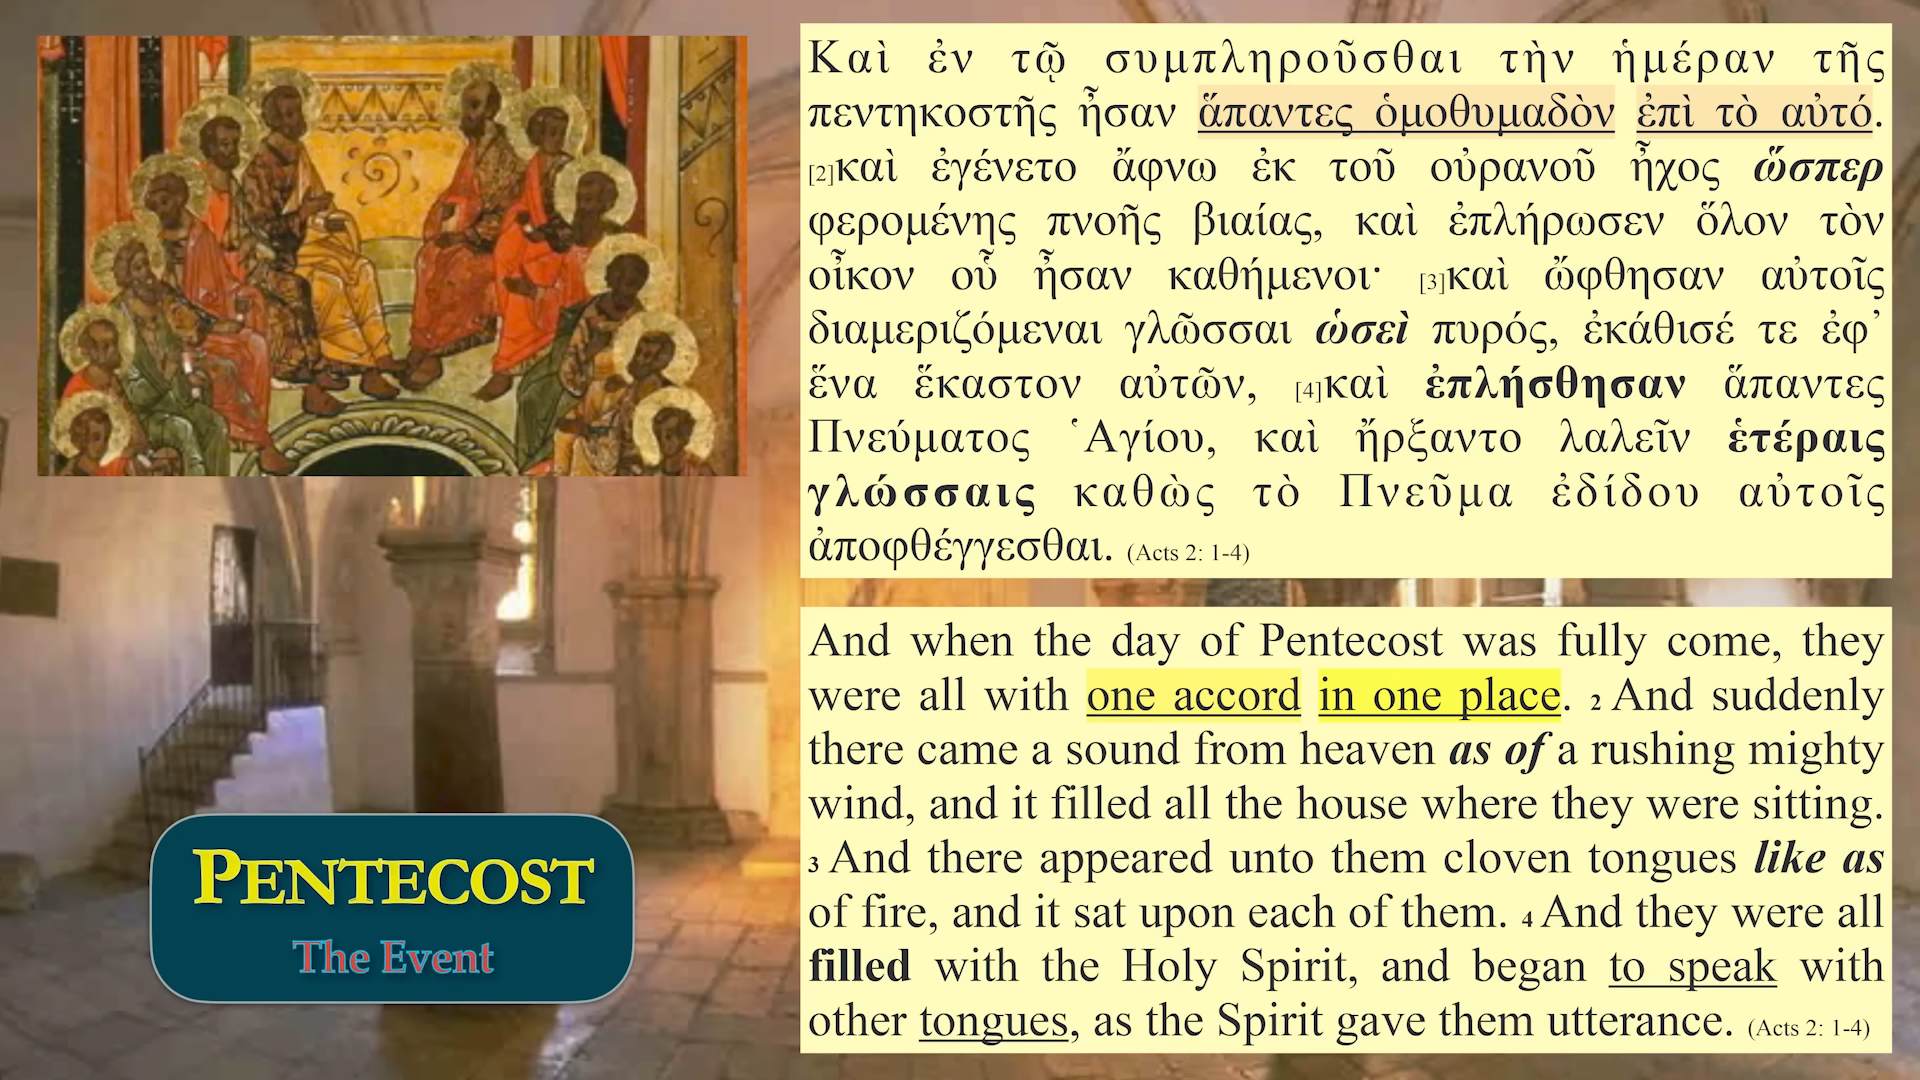 Καὶ ἐν τῷ συμπληροῦσθαι τὴν ἡμέραν τῆς
πεντηκοστῆς ἦσαν ἅπαντες ὁμοθυμαδὸν ἐπὶ τὸ αὐτό.
[2]καὶ ἐγένετο ἄφνω ἐκ τοῦ οὐρανοῦ ἦχος ὥσπερ
φερομένης πνοῆς βιαίας, καὶ ἐπλήρωσεν ὅλον τὸν
οἶκον οὗ ἦσαν καθήμενοι· [3]καὶ ὤφθησαν αὐτοῖς
διαμεριζόμεναι γλῶσσαι ὡσεὶ πυρός, ἐκάθισέ τε ἐφ᾽
ἕνα ἕκαστον αὐτῶν, [4]καὶ ἐπλήσθησαν ἅπαντες
Πνεύματος ῾Αγίου, καὶ ἤρξαντο λαλεῖν ἑτέραις
γλώσσαις καθὼς τὸ Πνεῦμα ἐδίδου αὐτοῖς
ἀποφθέγγεσθαι. (Acts 2: 1-4)
And when the day of Pentecost was fully come, they
were all with one accord in one place. 2 And suddenly
there came a sound from heaven as of a rushing mighty
wind, and it filled all the house where they were sitting.
3 And there appeared unto them cloven tongues like as
of fire, and it sat upon each of them. 4 And they were all
filled with the Holy Spirit, and began to speak with
other tongues, as the Spirit gave them utterance. (Acts 2: 1-4)
PENTECOST
The Event